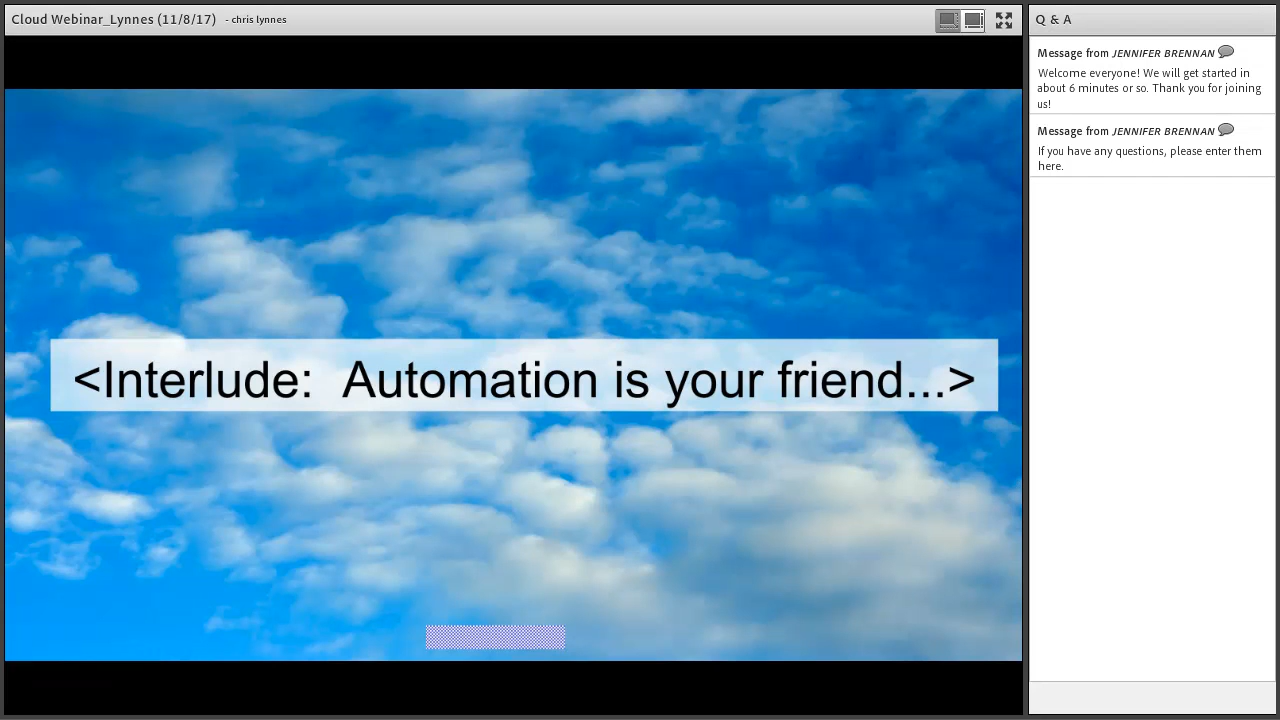 Cloud Webinar_Lynnes (11/8/17) - chris lynnes
<Interlude: Automation is your friend...>
Q & A
Message from JENNIFER BRENNAN
Welcome everyone! We will get started in
about 6 minutes or so. Thank you for joining
us!
Message from JENNIFER BRENNAN
If you have any questions, please enter them
here.